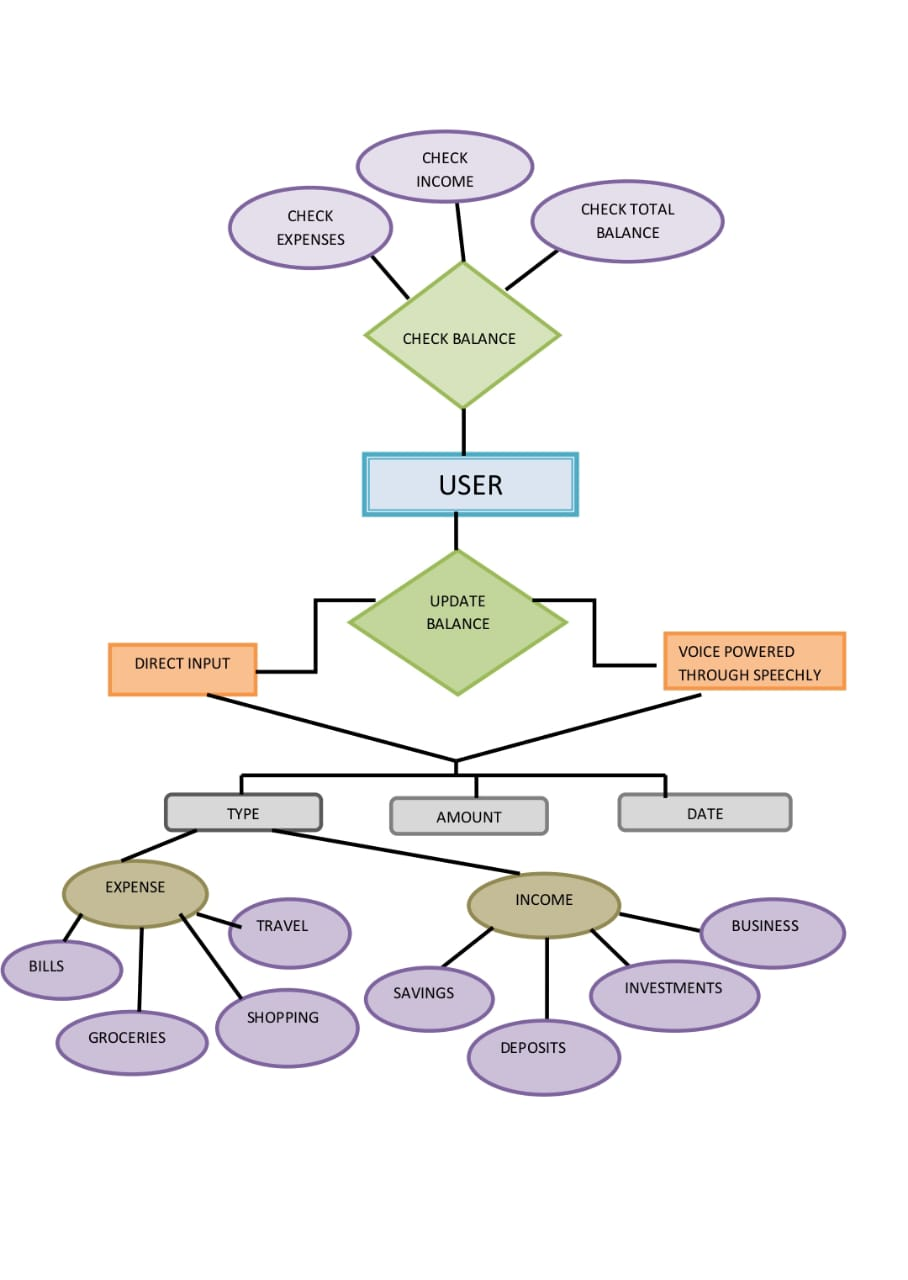 CHECK
INCOME
CHECK
EXPENSES
CHECK TOTAL
BALANCE
CHECK BALANCE
USER
UPDATE
BALANCE
DIRECT INPUT
VOICE POWERED
THROUGH SPEECHLY
TYPE
AMOUNT
DATE
EXPENSE
INCOME
TRAVEL
BUSINESS
BILLS
SAVINGS
INVESTMENTS
SHOPPING
GROCERIES
DEPOSITS